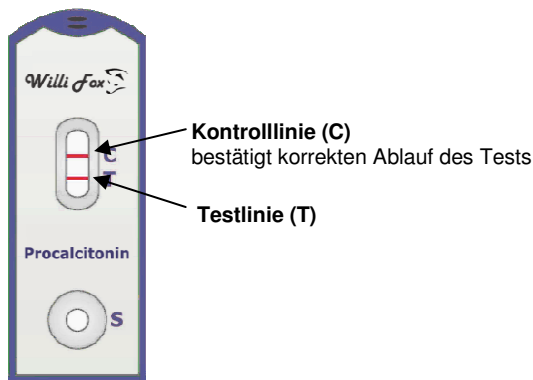 Willi Fox
Kontrolllinie (C)
bestätigt korrekten Ablauf des Tests
C
T
Testlinie (T)
Procalcitonin
S